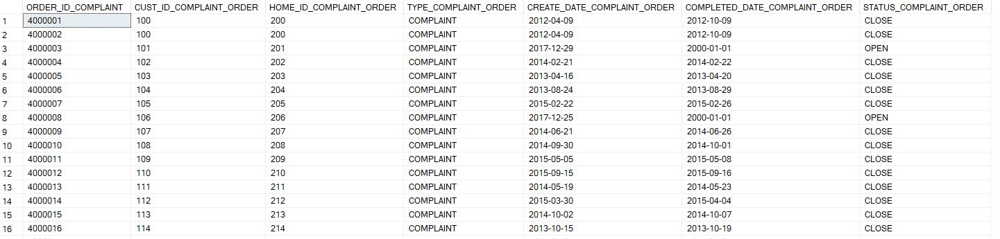 ORDER_ID_COMPLAINT CUST_ID_COMPLAINT_ORDER HOME_ID_COMPLAINT_ORDER TYPE_COMPLAINT_ORDER CREATE_DATE_COMPLAINT_ORDER COMPLETED_DATE_COMPLAINT_ORDER STATUS_COMPLAINT_ORDER
1 4000001 100 200 COMPLAINT 2012-04-09 2012-10-09 CLOSE
2 4000002 100 200 COMPLAINT 2012-04-09 2012-10-09 CLOSE
3 4000003 101 201 COMPLAINT 2017-12-29 2000-01-01 OPEN
4 4000004 102 202 COMPLAINT 2014-02-21 2014-02-22 CLOSE
5 4000005 103 203 COMPLAINT 2013-04-16 2013-04-20 CLOSE
6 4000006 104 204 COMPLAINT 2013-08-24 2013-08-29 CLOSE
7 4000007 105 205 COMPLAINT 2015-02-22 2015-02-26 CLOSE
8 4000008 106 206 COMPLAINT 2017-12-25 2000-01-01 OPEN
9 4000009 107 207 COMPLAINT 2014-06-21 2014-06-26 CLOSE
10 4000010 108 208 COMPLAINT 2014-09-30 2014-10-01 CLOSE
11 4000011 109 209 COMPLAINT 2015-05-05 2015-05-08 CLOSE
12 4000012 110 210 COMPLAINT 2015-09-15 2015-09-16 CLOSE
13 4000013 111 211 COMPLAINT 2014-05-19 2014-05-23 CLOSE
14 4000014 112 212 COMPLAINT 2015-03-30 2015-04-04 CLOSE
15 4000015 113 213 COMPLAINT 2014-10-02 2014-10-07 CLOSE
16 4000016 114 214 COMPLAINT 2013-10-15 2013-10-19 CLOSE